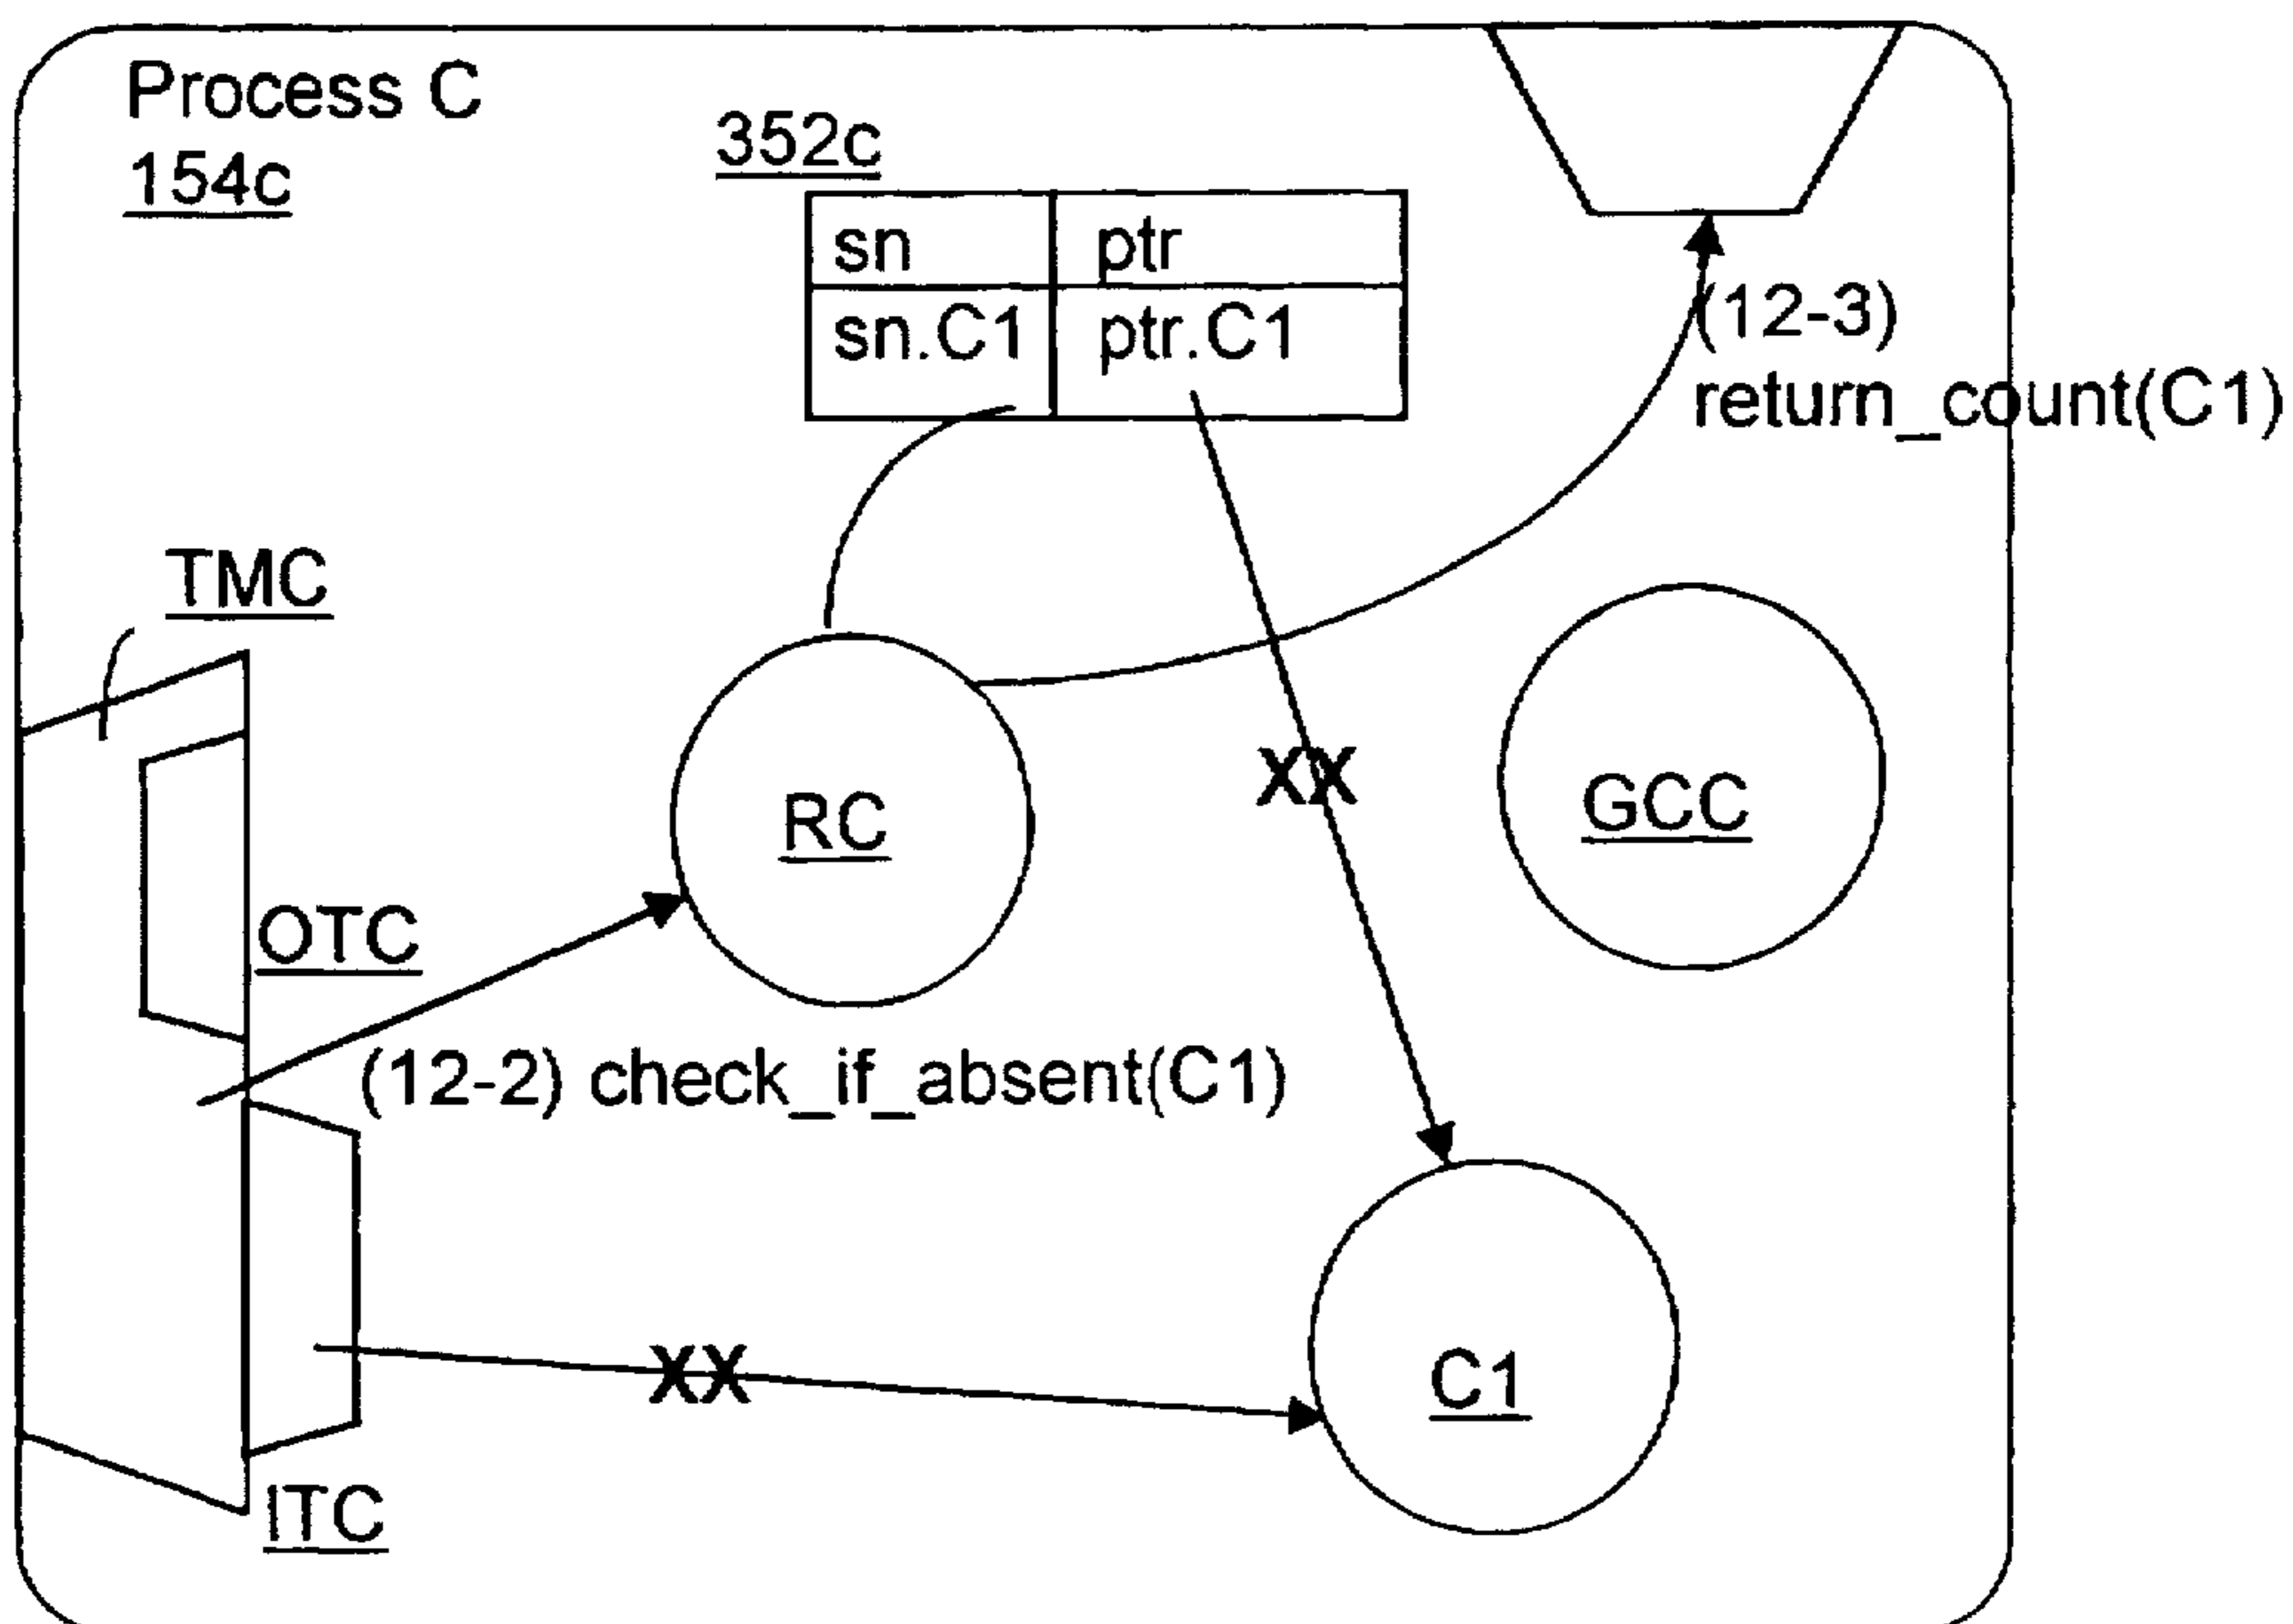 Process C
154c
352c
sn ptr
sn.C1 ptr.C1
(12-3)
return_count(C1)
TMC
XX
RC
GCC
OTC
(12-2) check_if_absent(C1)
XX
C1
ITC